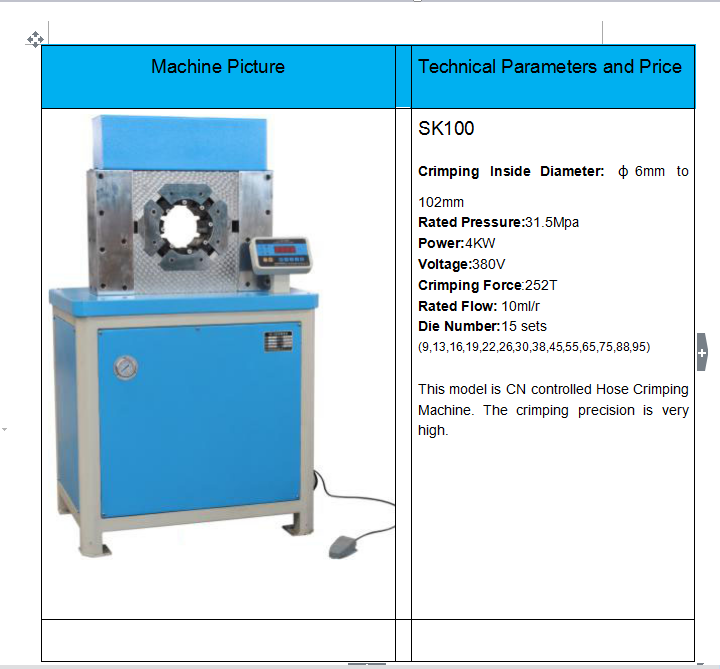 Machine Picture
Technical Parameters and Price
SK100
Crimping Inside Diameter: ф 6mm to
102mm
Rated Pressure:31.5Mpa
Power:4KW
Voltage:380V
Crimping Force:252T
Rated Flow: 10ml/r
Die Number:15 sets
(9,13,16,19,22,26,30,38,45,55,65,75,88,95)
This model is CN controlled Hose Crimping
Machine. The crimping precision is very
high.